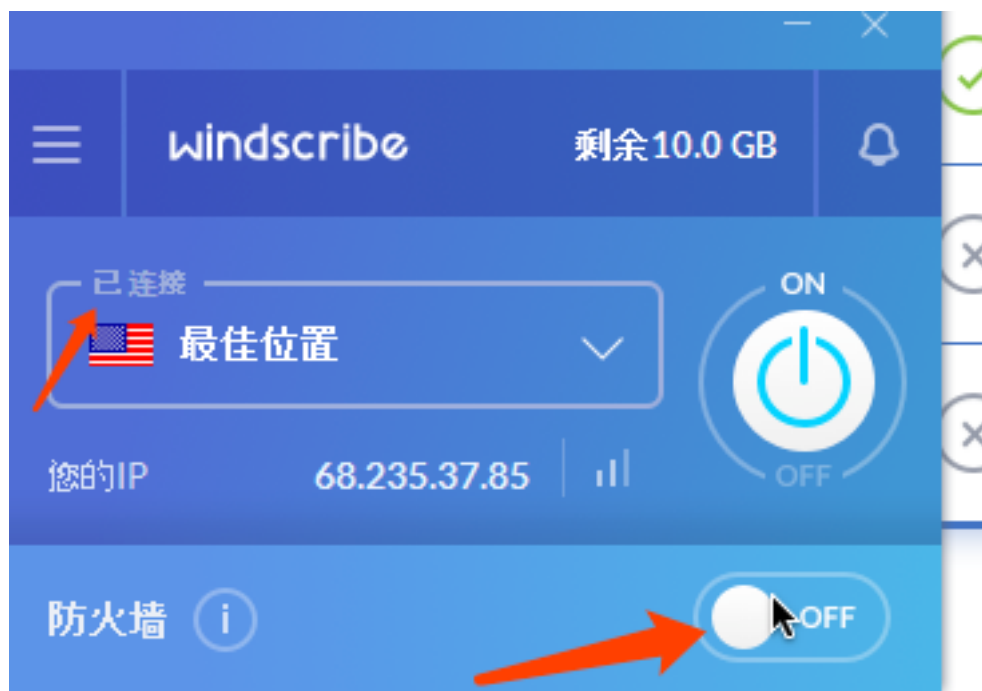 windscribe 剩余10.0 GB
已连接
最佳位置
ON
OFF
您的IP 68.235.37.85
防火墙 i OFF